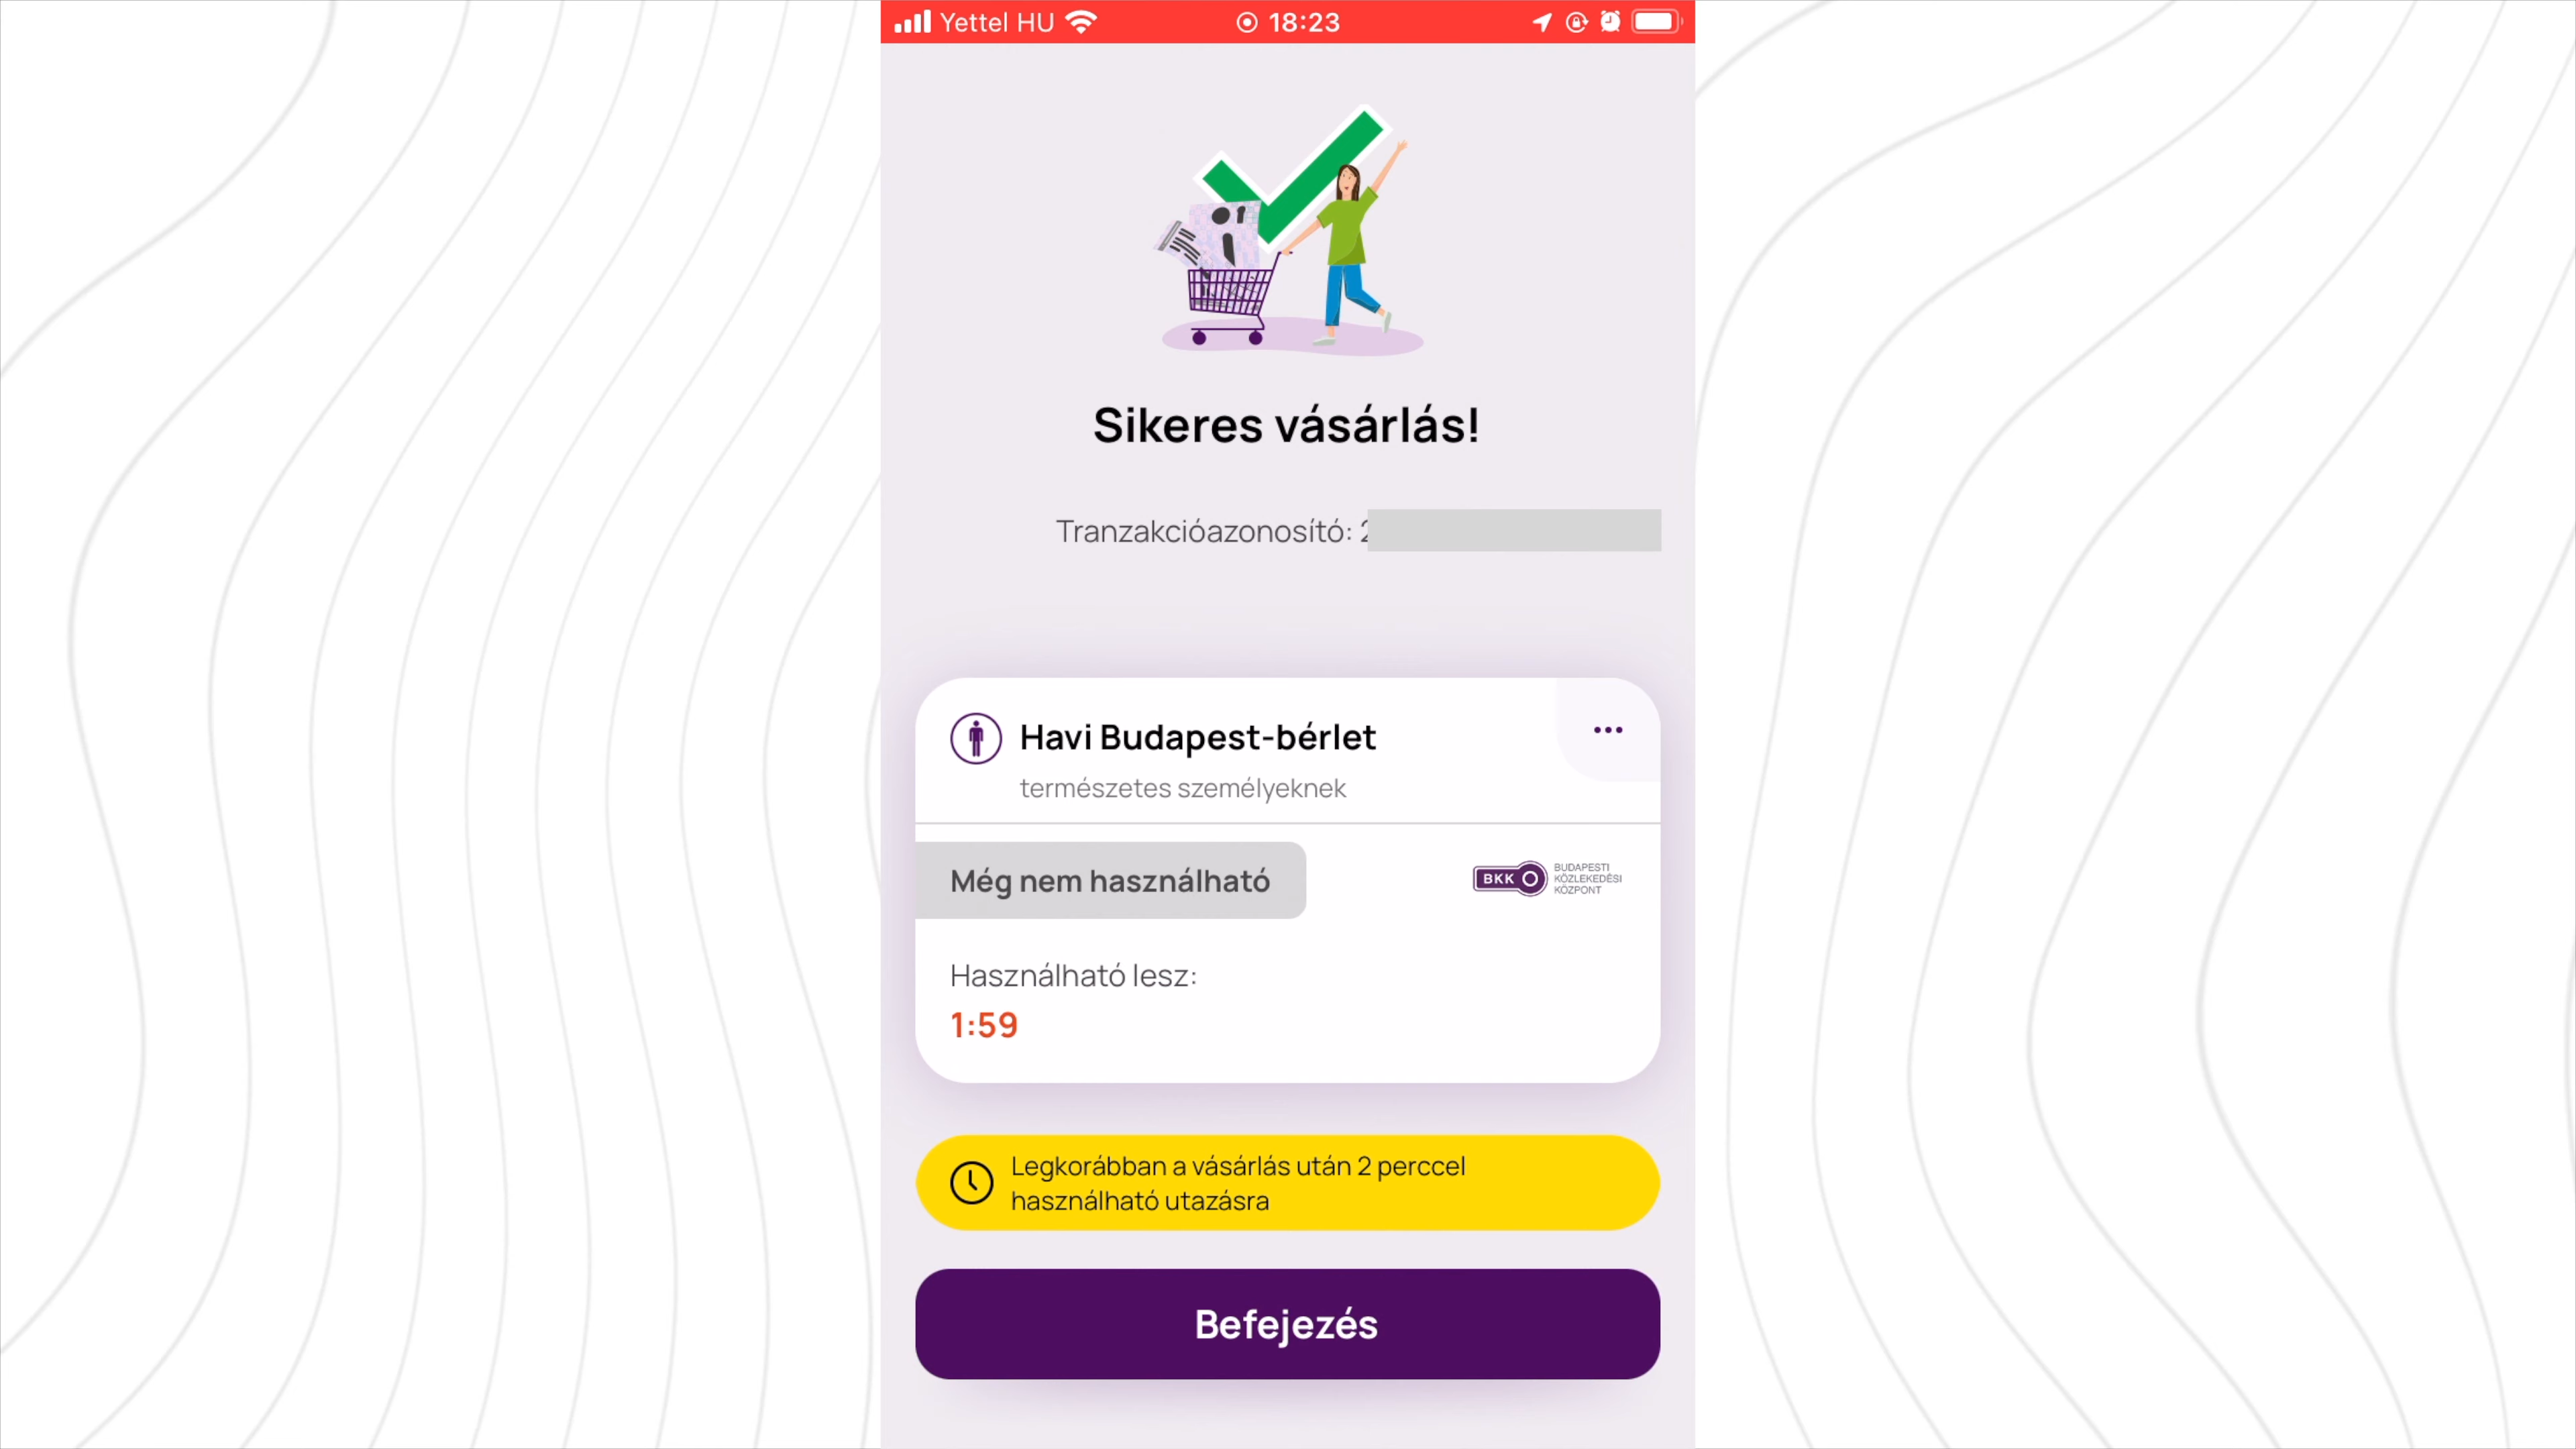 Yettel HU 18:23
Sikeres vásárlás!
Tranzakcióazonosító: 2
Havi Budapest-bérlet
természetes személyeknek
Még nem használható
BKK
BUDAPESTI
KÖZLEKEDÉSI
KÖZPONT
Használható lesz:
1:59
Legkorábban a vásárlás után 2 perccel
használható utazásra
Befejezés